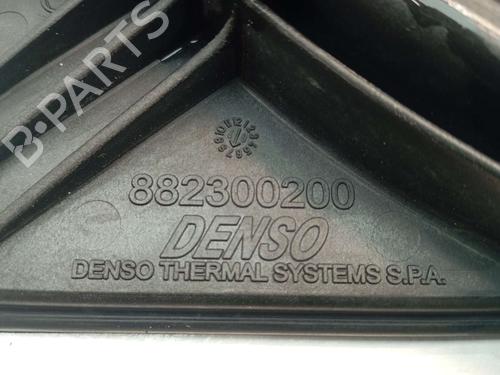 B-PARTS
882300200
DENSO
DENSO THERMAL SYSTEMS S.P.A.